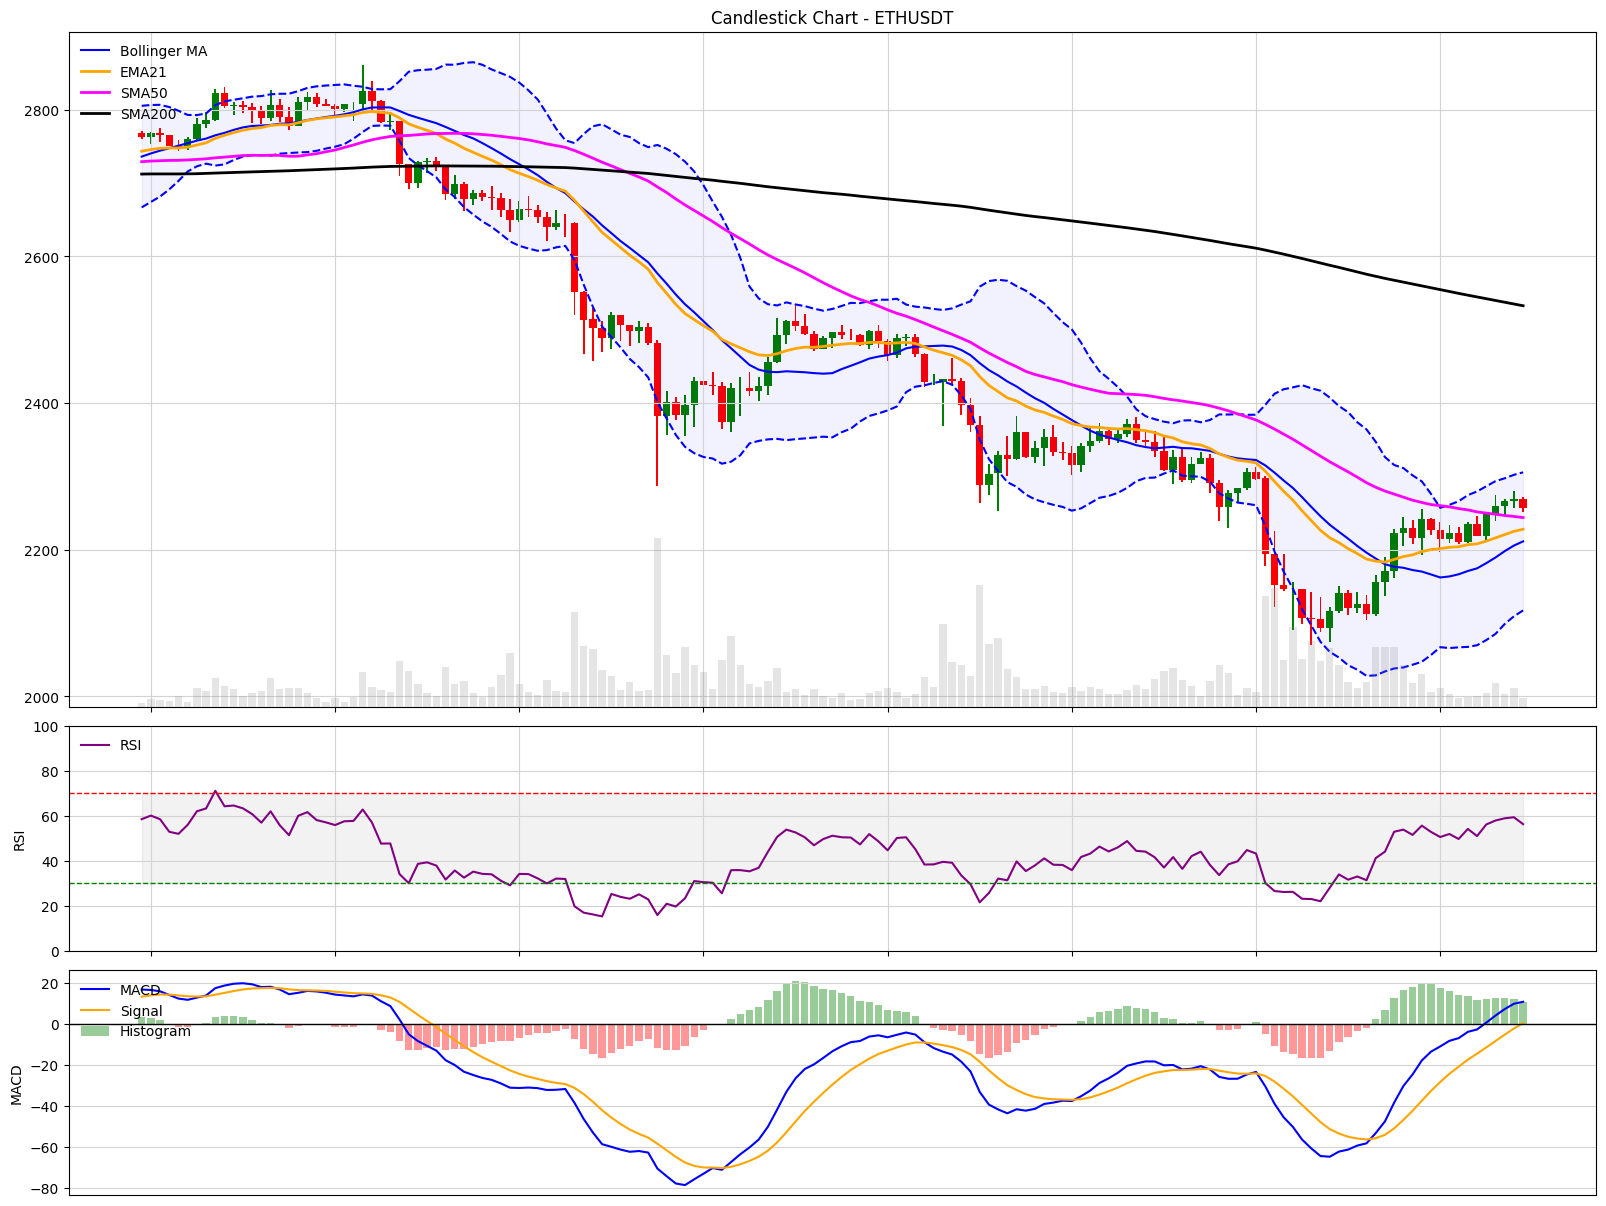 Candlestick Chart - ETHUSDT
Bollinger MA
EMA21
SMA50
SMA200
2800
2600
2400
2200
2000
RSI
100
80
60
40
20
0
RSI
MACD
Signal
Histogram
20
0
−20
−40
−60
−80
MACD